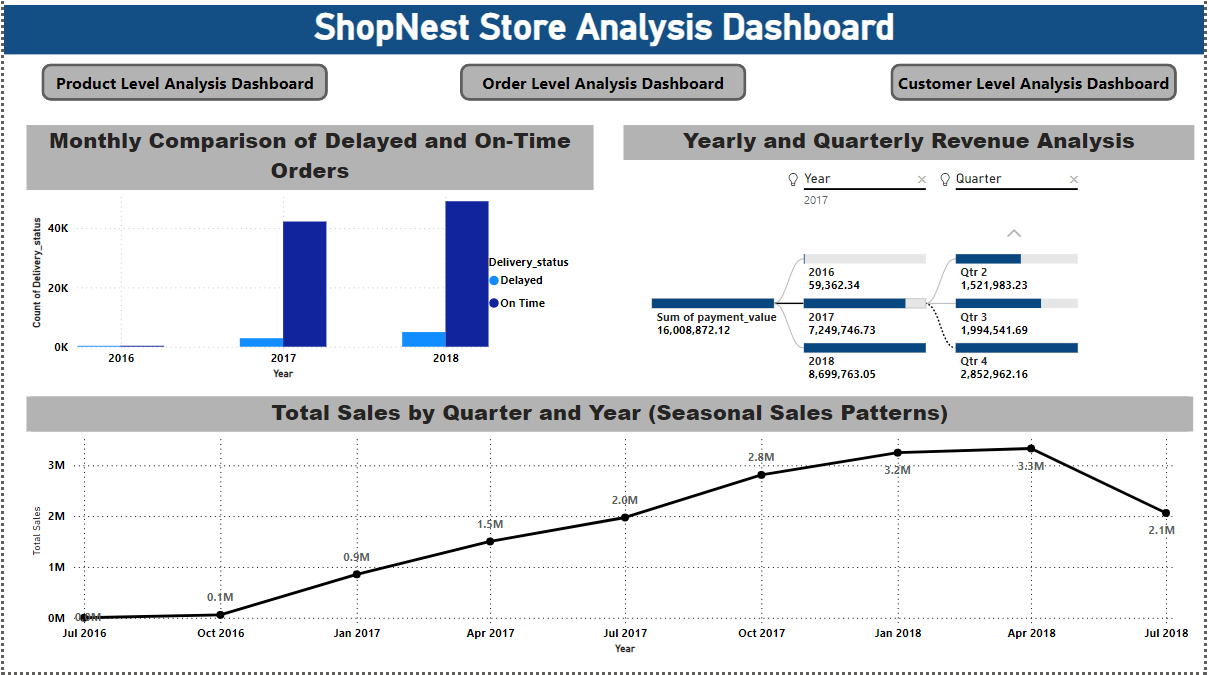 ShopNest Store Analysis Dashboard
Product Level Analysis Dashboard
Order Level Analysis Dashboard
Customer Level Analysis Dashboard
Monthly Comparison of Delayed and On-Time
Orders
Count of Delivery_status
40K
20K
0K
2016
2017
2018
Year
Delivery_status
Delayed
On Time
Yearly and Quarterly Revenue Analysis
Year
2017
Quarter
Sum of payment_value
16,008,872.12
2016
59,362.34
2017
7,249,746.73
2018
8,699,763.05
Qtr 2
1,521,983.23
Qtr 3
1,994,541.69
Qtr 4
2,852,962.16
Total Sales by Quarter and Year (Seasonal Sales Patterns)
Total Sales
3M
2M
1M
0M
0.0M
0.1M
0.9M
1.5M
2.0M
2.8M
3.2M
3.3M
2.1M
Jul 2016
Oct 2016
Jan 2017
Apr 2017
Jul 2017
Oct 2017
Jan 2018
Apr 2018
Jul 2018
Year